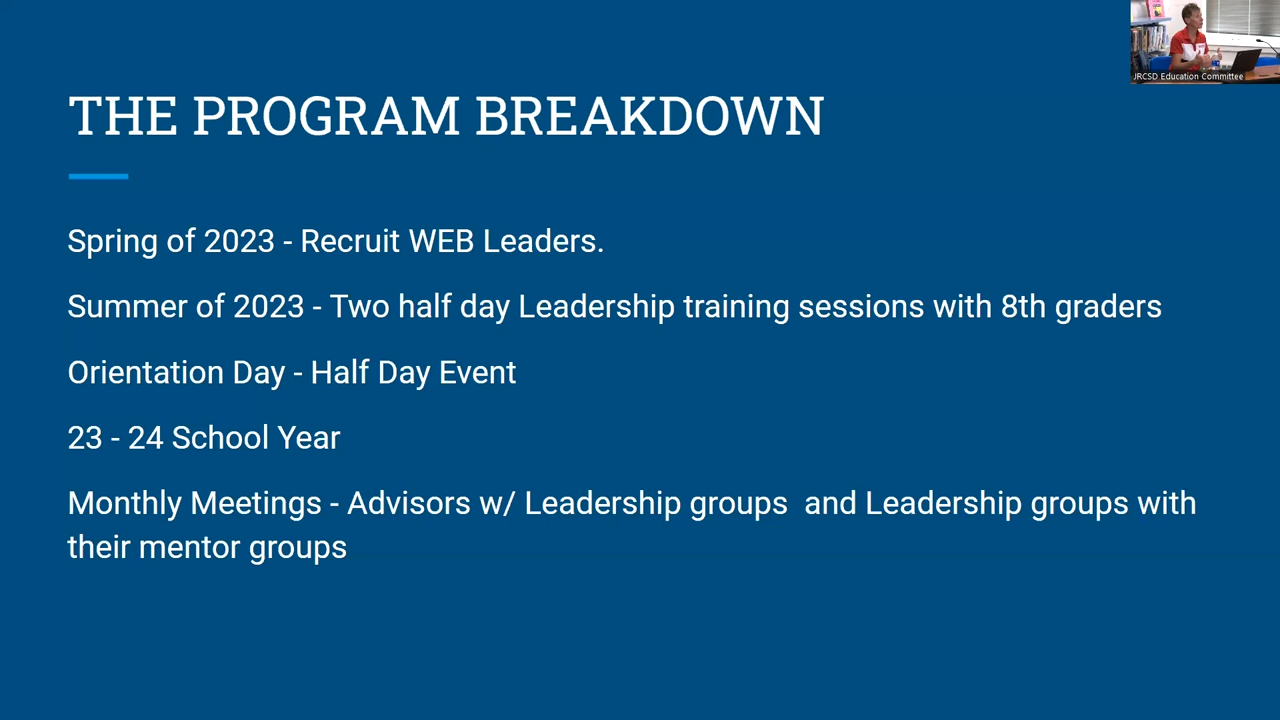 JRCSD Education Committee
THE PROGRAM BREAKDOWN
Spring of 2023 - Recruit WEB Leaders.
Summer of 2023 - Two half day Leadership training sessions with 8th graders
Orientation Day - Half Day Event
23 - 24 School Year
Monthly Meetings - Advisors w/ Leadership groups  and Leadership groups with
their mentor groups